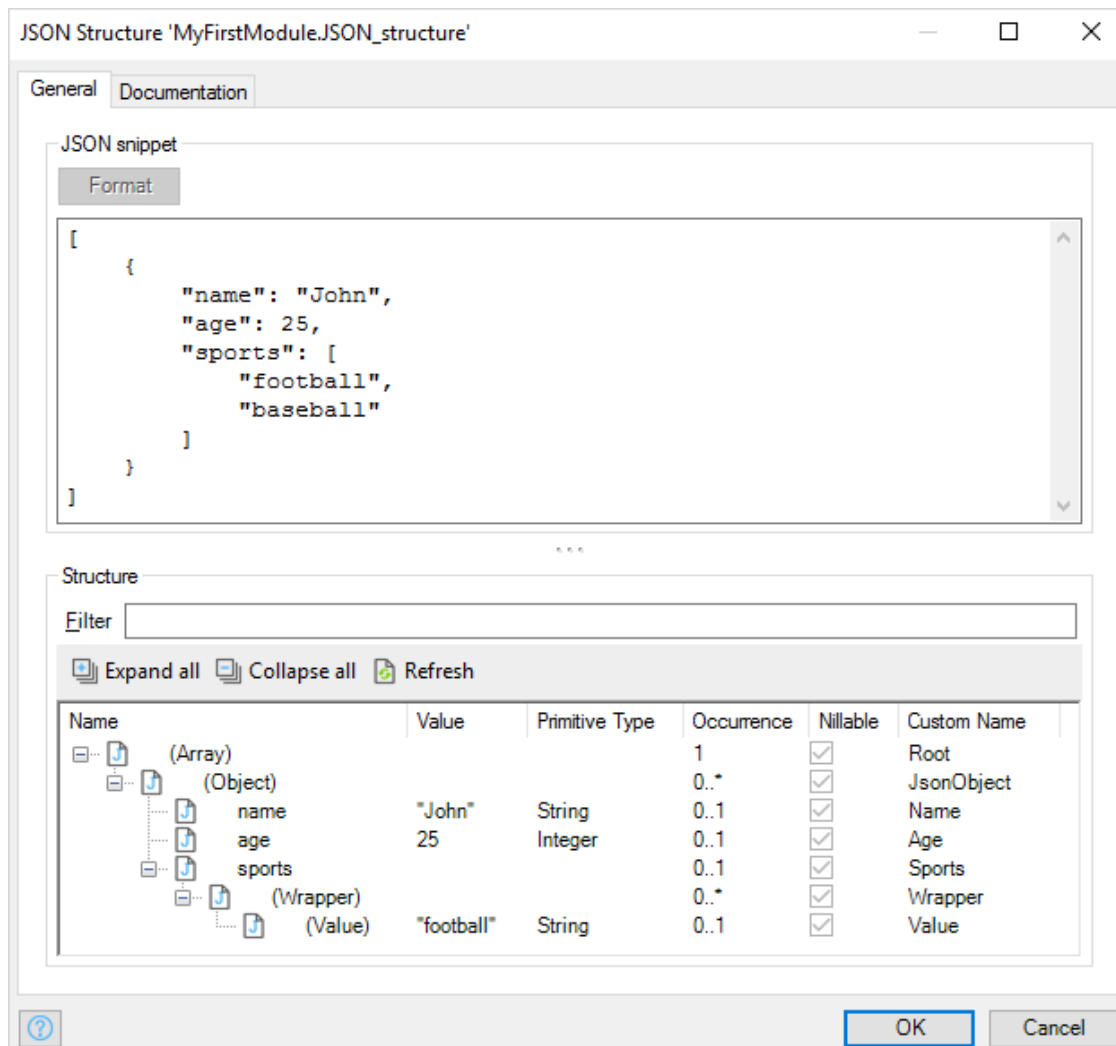 JSON Structure 'MyFirstModule.JSON_structure'
General Documentation
JSON snippet
Format
[
{
"name": "John",
"age": 25,
"sports": [
"football",
"baseball"
]
}
]
Structure
Filter
Expand all Collapse all Refresh
Name Value Primitive Type Occurrence Nillable Custom Name
(Array) 1 Root
(Object) 0..* JsonObject
name "John" String 0..1 Name
age 25 Integer 0..1 Age
sports 0..1 Sports
(Wrapper) 0..* Wrapper
(Value) "football" String 0..1 Value
OK Cancel